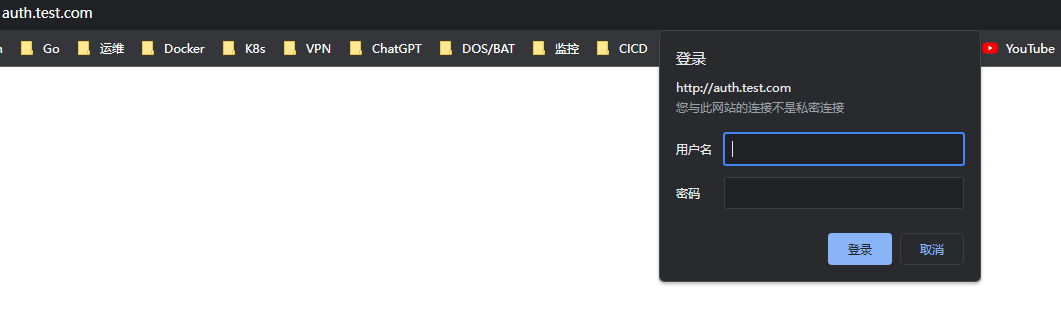 auth.test.com
Go 运维 Docker K8s VPN ChatGPT DOS/BAT 监控 CICD YouTube
登录
http://auth.test.com
您与此网站的连接不是私密连接
用户名
密码
登录 取消